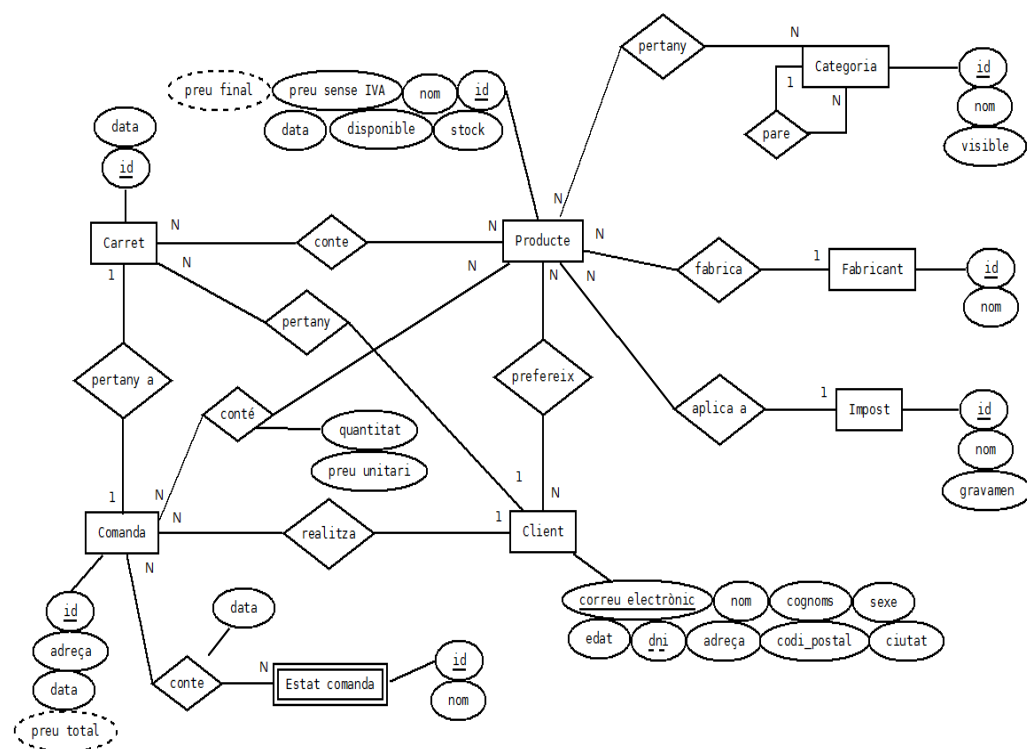 pertany
N
N
Categoria
id
1
N
nom
pare
visible
preu final
preu sense IVA
nom
id
data
disponible
stock
data
id
N
N
N
N
Carret
conte
Producte
N
N
1
fabrica
Fabricant
id
nom
1
N
pertany
N
N
pertany a
prefereix
aplica a
1
Impost
id
nom
gravamen
conté
quantitat
preu unitari
1
N
1
N
N
1
Comanda
realitza
Client
N
correu electrònic
nom
cognoms
sexe
edat
dni
adreça
codi_postal
ciutat
id
adreça
data
preu total
data
conte
N
Estat comanda
id
nom